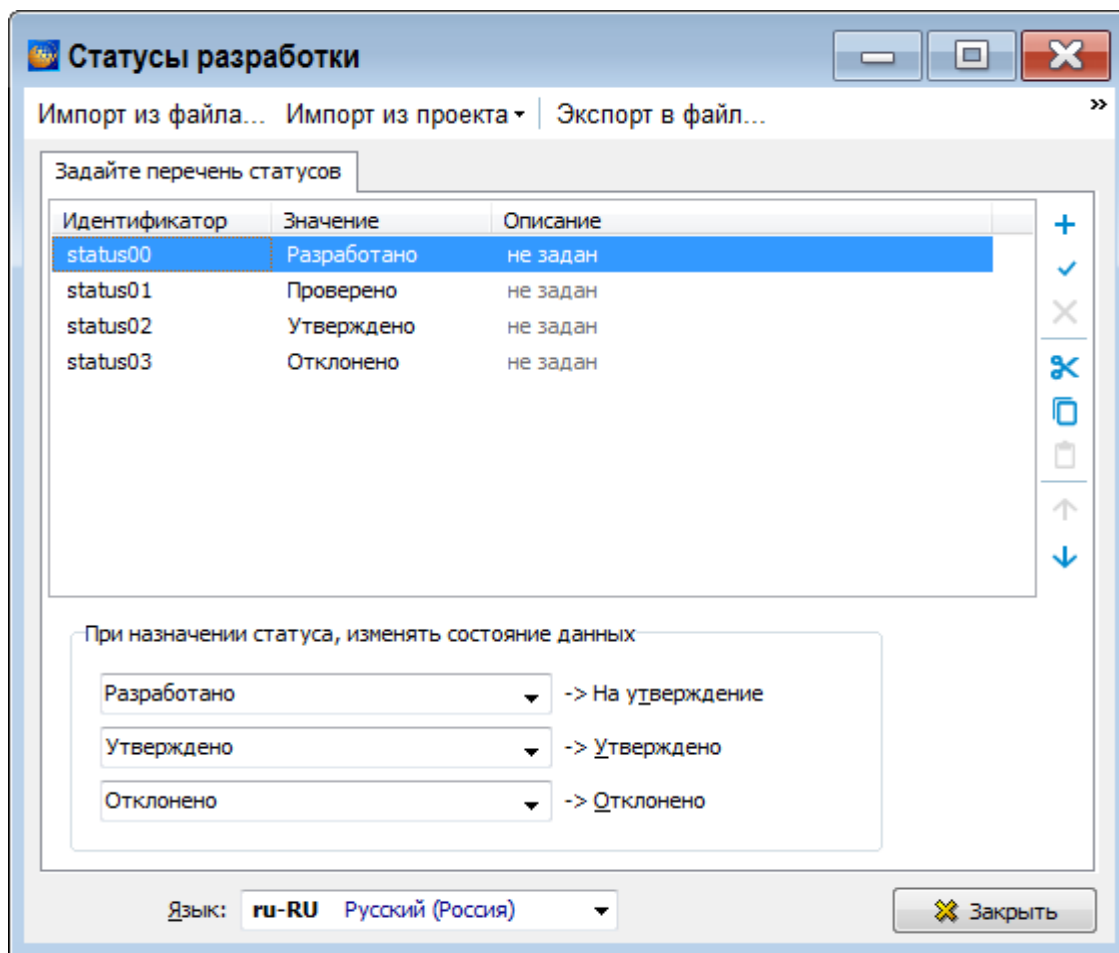 Статусы разработки
Импорт из файла... Импорт из проекта Экспорт в файл... »
Задайте перечень статусов
Идентификатор Значение Описание
status00 Разработано не задан
status01 Проверено не задан
status02 Утверждено не задан
status03 Отклонено не задан
При назначении статуса, изменять состояние данных
Разработано -> На утверждение
Утверждено -> Утверждено
Отклонено -> Отклонено
Язык: ru-RU Русский (Россия) Закрыть